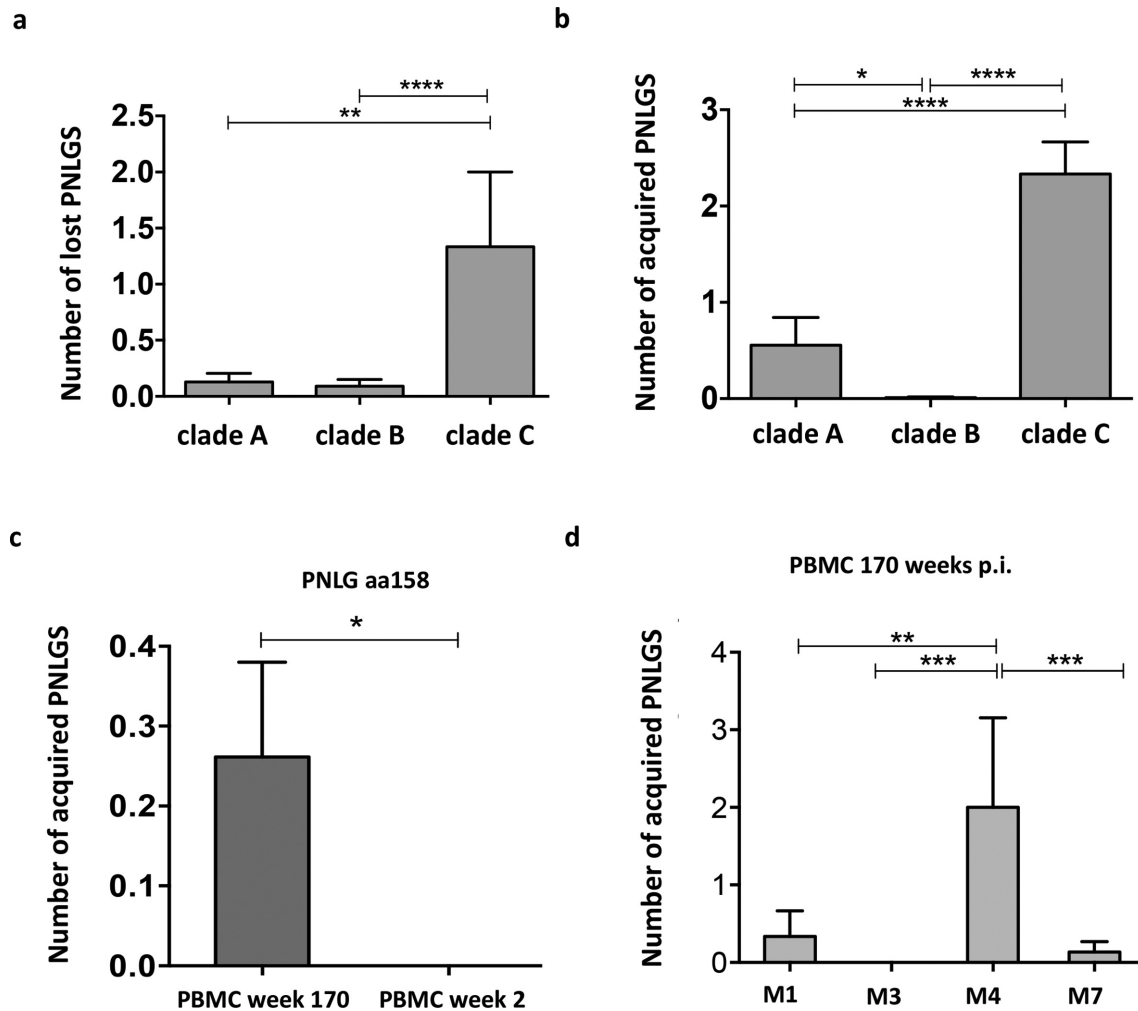 a
**
****
Number of lost PNLGS
2.5
2.0
1.5
1.0
0.5
0.0
clade A
clade B
clade C
b
*
****
****
Number of acquired PNLGS
3
2
1
0
clade A
clade B
clade C
c
PNLG aa158
*
Number of acquired PNLGS
0.4
0.3
0.2
0.1
0.0
PBMC week 170
PBMC week 2
d
PBMC 170 weeks p.i.
**
***
***
Number of acquired PNLGS
4
3
2
1
0
M1
M3
M4
M7